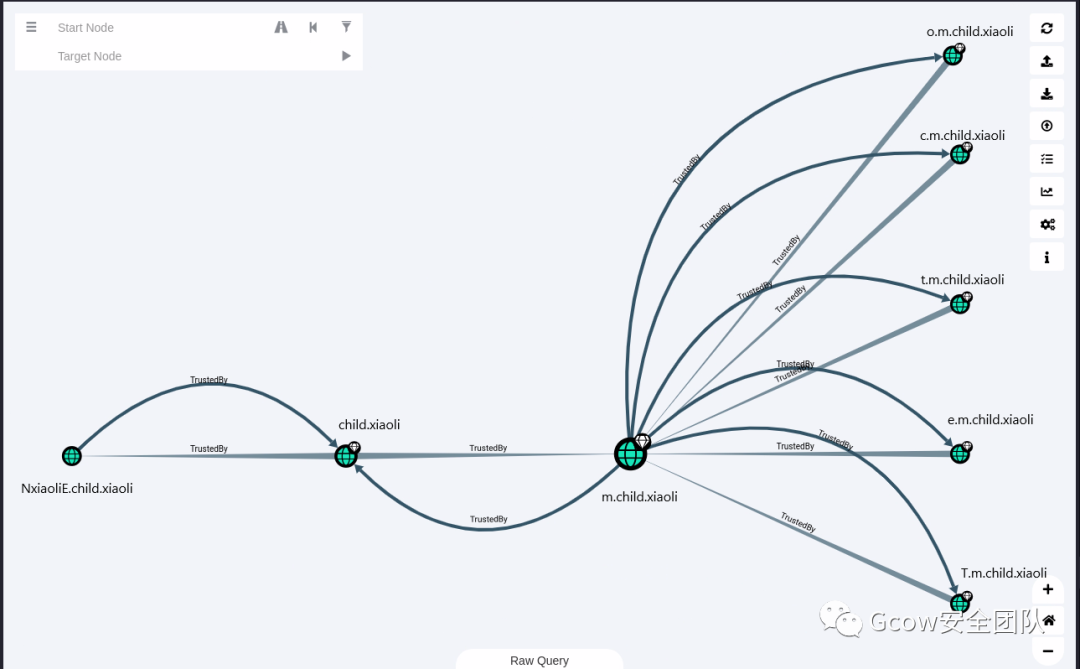 Start Node
Target Node
o.m.child.xiaoli
c.m.child.xiaoli
TrustedBy
TrustedBy
TrustedBy
t.m.child.xiaoli
TrustedBy
TrustedBy
TrustedBy
TrustedBy
TrustedBy
child.xiaoli
e.m.child.xiaoli
TrustedBy
TrustedBy
TrustedBy
TrustedBy
NxiaoliE.child.xiaoli
m.child.xiaoli
TrustedBy
TrustedBy
T.m.child.xiaoli
Gcow安全团队
Raw Query